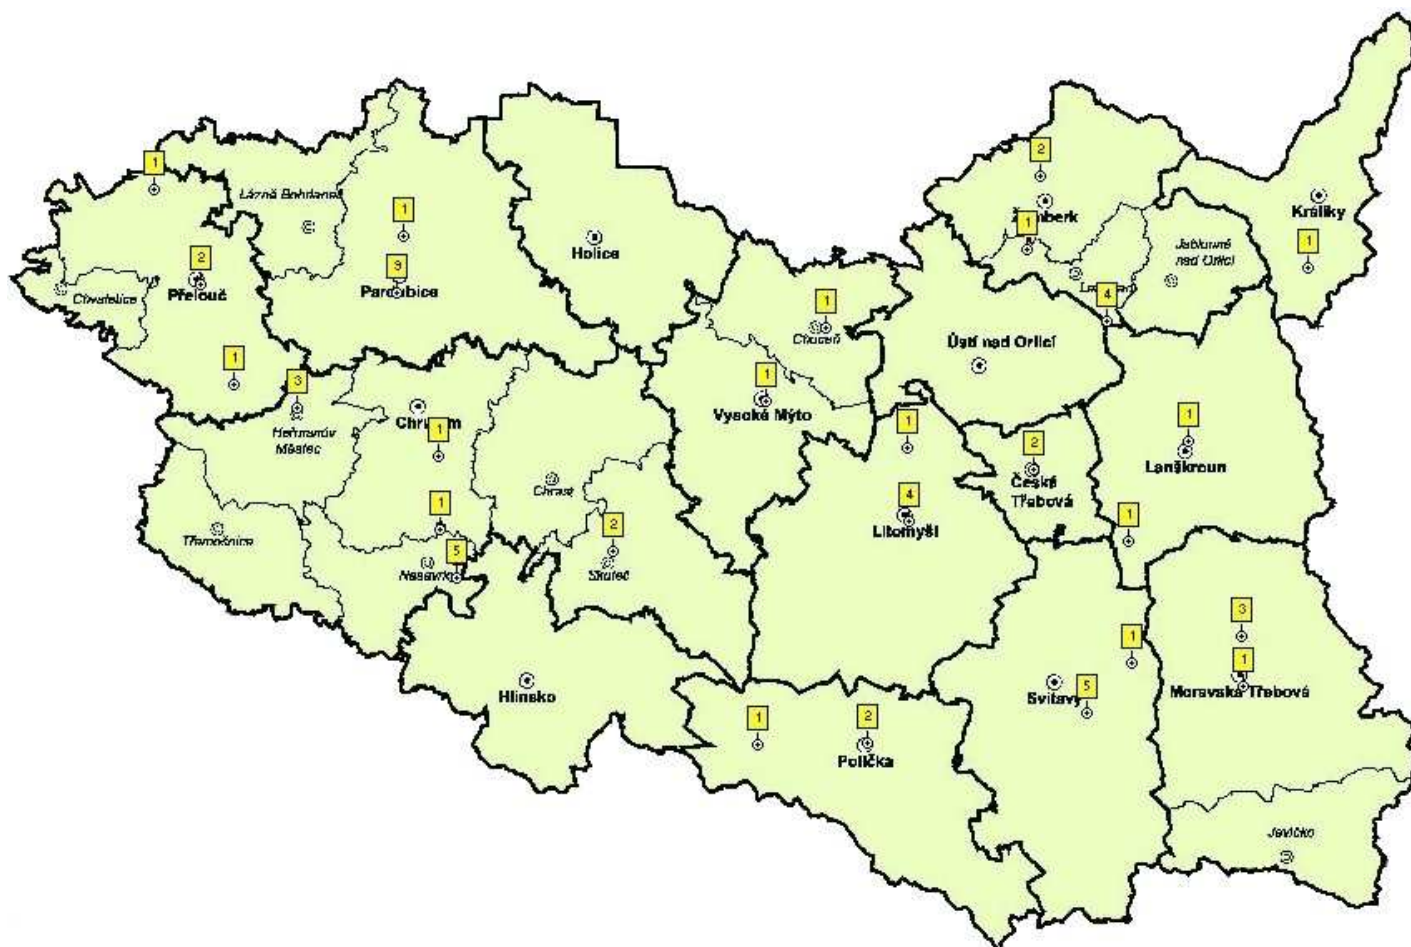 2
1
Lázně Bohdaneč
Králíky
1
1
Holice
Jablonné
nad Orlicí
1
2
3
Chvaletice
Přelouč
Pardubice
4
1
Choceň
Ústí nad Orlicí
1
3
1
Vysoké Mýto
Chrudim
1
1
1
Heřmanův
Městec
2
Lanškroun
Česká
Třebová
Chrast
4
1
Litomyšl
1
Třemošnice
2
5
Nasavrky
Skuteč
3
1
1
Hlinsko
Svitavy
5
Moravská Třebová
1
2
Polička
Jevíčko